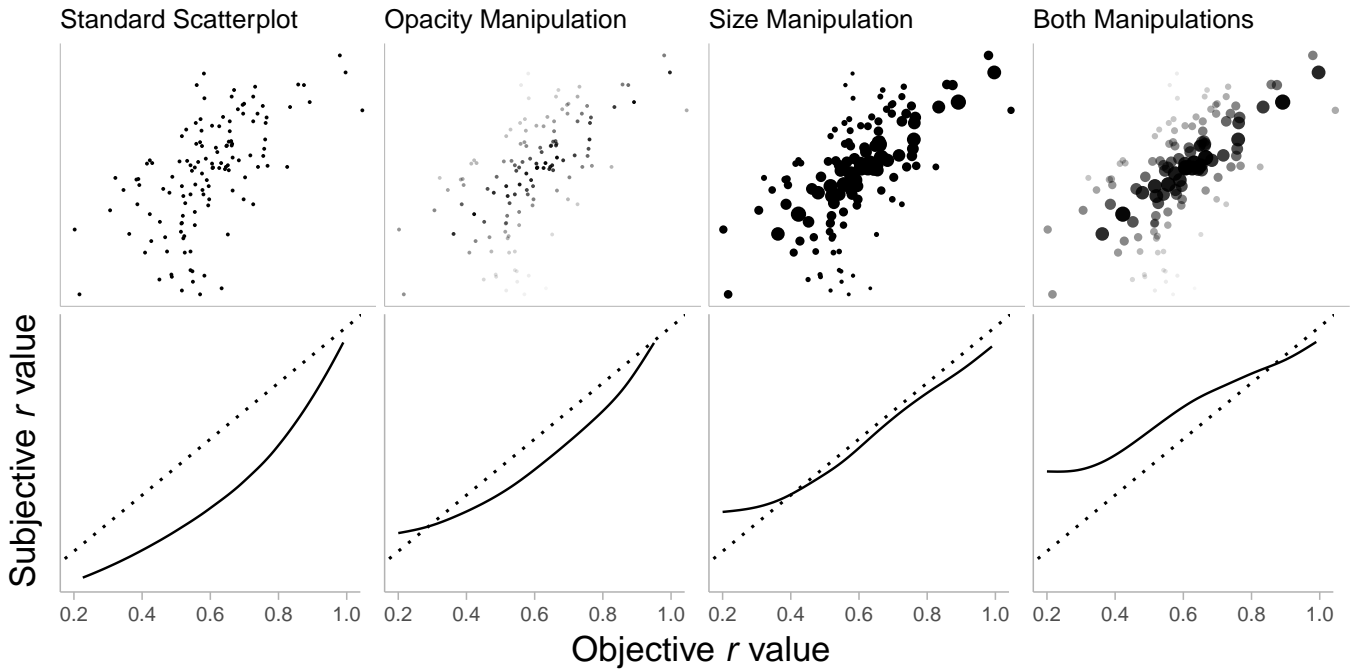 Standard Scatterplot
Opacity Manipulation
Size Manipulation
Both Manipulations
Subjective r value
0.2 0.4 0.6 0.8 1.0
0.2 0.4 0.6 0.8 1.0
0.2 0.4 0.6 0.8 1.0
0.2 0.4 0.6 0.8 1.0
Objective r value